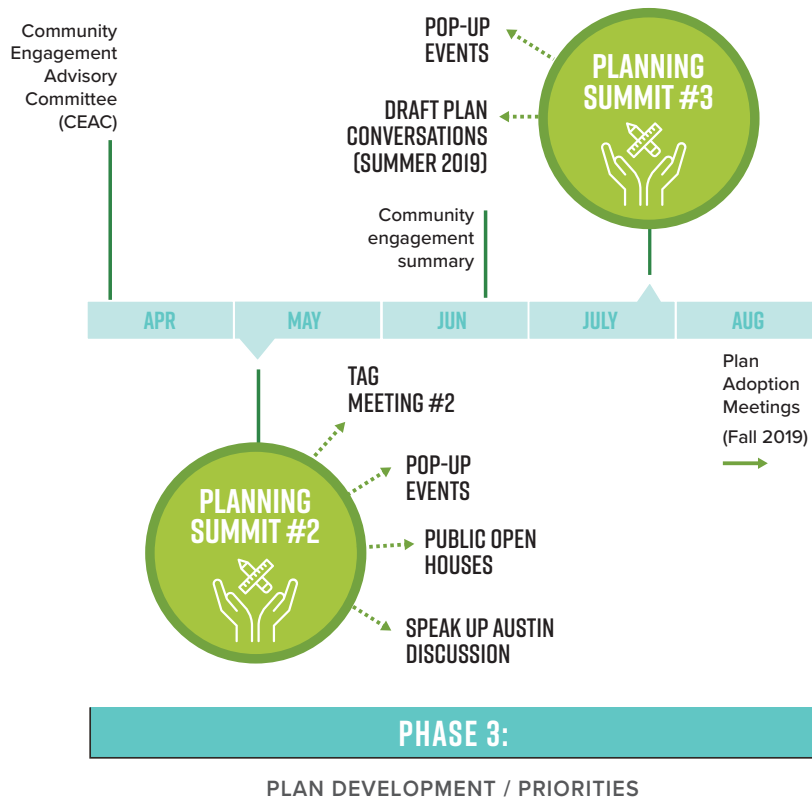 Community
Engagement
Advisory
Committee
(CEAC)
POP-UP
EVENTS
DRAFT PLAN
CONVERSATIONS
(SUMMER 2019)
PLANNING
SUMMIT #3
Community
engagement
summary
APR
MAY
JUN
JULY
AUG
Plan
Adoption
Meetings
(Fall 2019)
PLANNING
SUMMIT #2
TAG
MEETING #2
POP-UP
EVENTS
PUBLIC OPEN
HOUSES
SPEAK UP AUSTIN
DISCUSSION
PHASE 3:
PLAN DEVELOPMENT / PRIORITIES